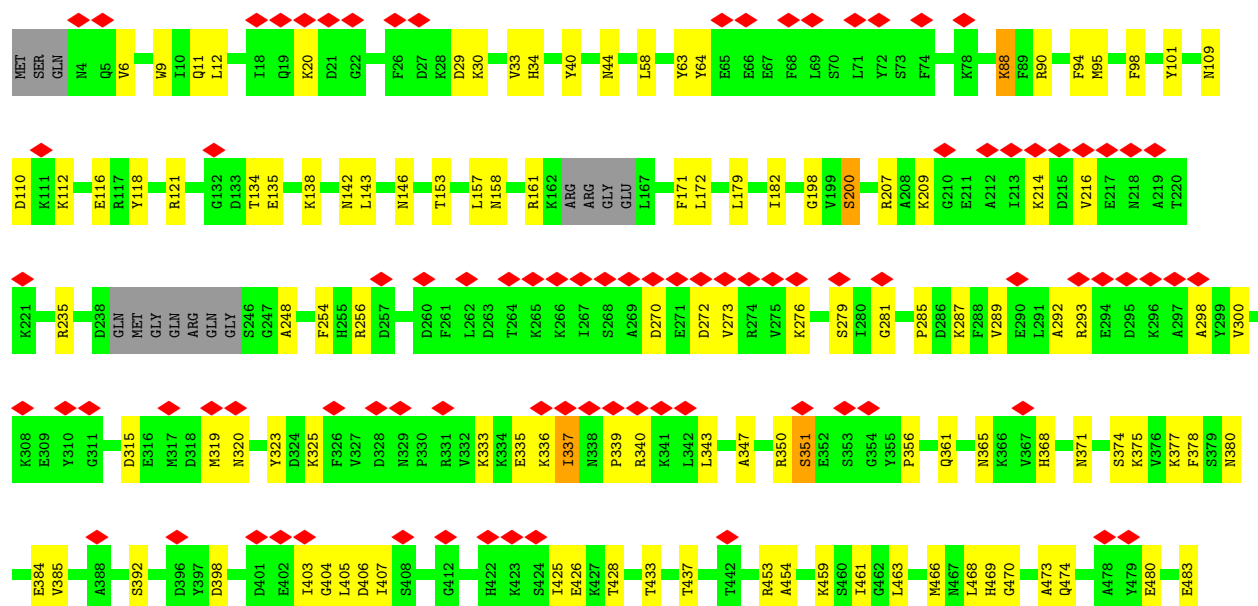 MET SER GLN N4 Q5 V6 W9 I10 Q11 L12 I18 Q19 K20 D21 G22 F26 D27 K28 D29 K30 V33 H34 Y40 N44 L58 Y63 Y64 E65 E66 E67 F68 L69 S70 L71 Y72 S73 F74 K78 K88 F89 R90 F94 M95 F98 Y101 N109
D110 K111 K112 E116 R117 Y118 R121 G132 D133 T134 E135 K138 N142 L143 N146 T153 L157 N158 R161 K162 ARG ARG GLY GLU L167 F171 L172 L179 I182 G198 V199 S200 R207 A208 K209 G210 E211 A212 I213 K214 D215 V216 E217 N218 A219 T220
K221 R235 D238 GLN MET GLY GLN ARG GLN GLY S246 G247 A248 F254 H255 R256 D257 D260 F261 L262 D263 T264 K265 K266 I267 S268 A269 D270 E271 D272 V273 R274 V275 K276 S279 I280 G281 P285 D286 K287 F288 V289 E290 L291 A292 R293 E294 D295 K296 A297 A298 Y299 V300
K308 E309 Y310 G311 D315 E316 M317 D318 M319 N320 Y323 D324 K325 F326 V327 D328 N329 P330 R331 V332 K333 K334 E335 K336 I337 N338 P339 R340 K341 L342 L343 A347 R350 S351 E352 S353 G354 Y355 P356 Q361 N365 K366 V367 H368 N371 S374 K375 V376 K377 F378 S379 N380
E384 V385 A388 S392 D396 Y397 D398 D401 E402 I403 G404 L405 D406 I407 S408 G412 H422 K423 S424 I425 E426 K427 T428 T433 T437 T442 R453 A454 K459 S460 I461 G462 L463 M466 N467 L468 H469 G470 A473 Q474 A478 Y479 E480 E483